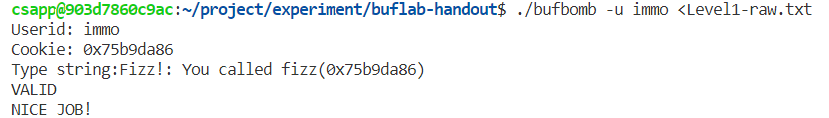 csapp@903d7860c9ac:~/project/experiment/buflab-handout$ ./bufbomb -u immo <Level1-raw.txt
Userid: immo
Cookie: 0x75b9da86
Type string:Fizz!: You called fizz(0x75b9da86)
VALID
NICE JOB!